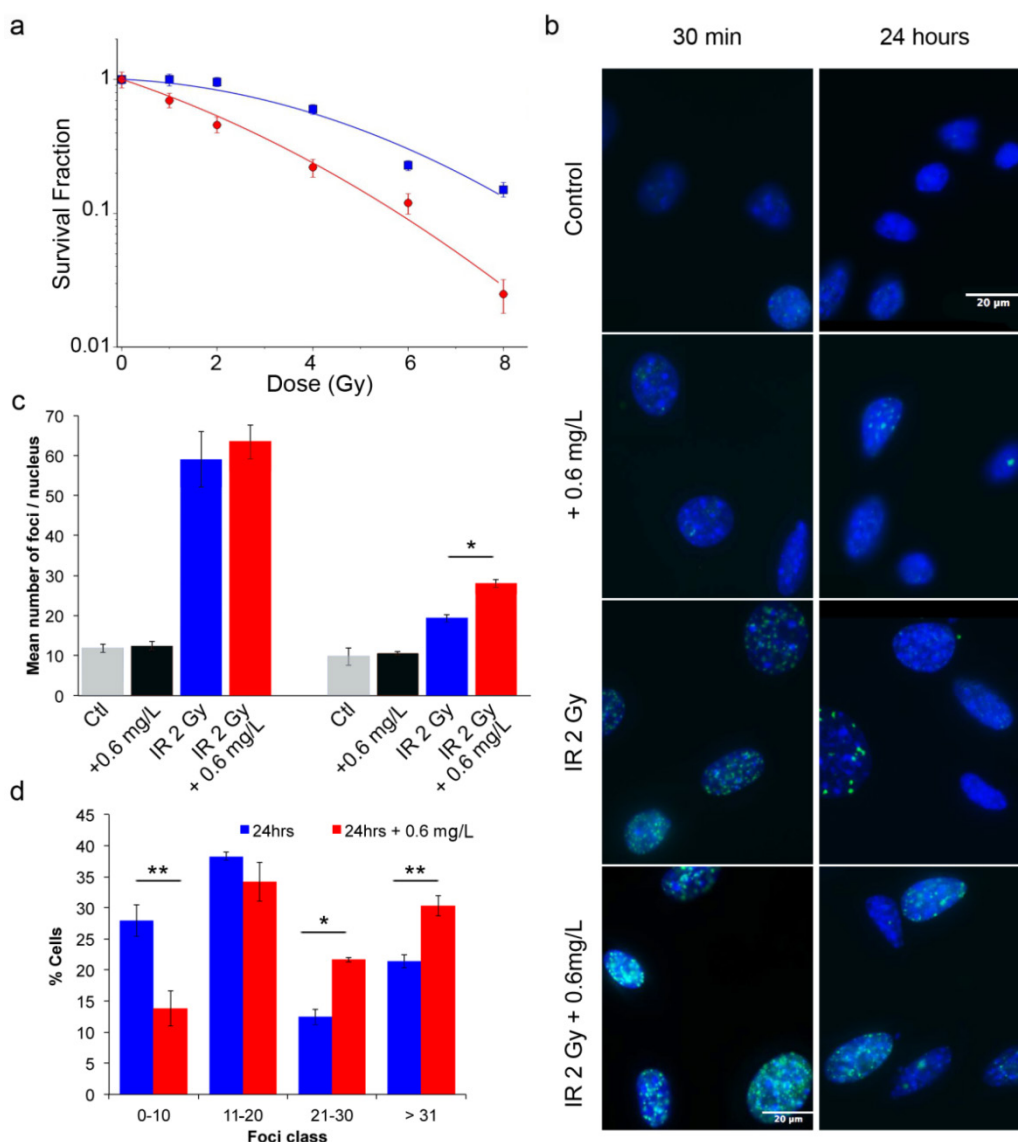 a
Survival Fraction
1
0.1
0.01
0 2 4 6 8
Dose (Gy)
b
30 min 24 hours
Control
20 µm
+ 0.6 mg/L
IR 2 Gy
IR 2 Gy + 0.6mg/L
20 µm
c
Mean number of foci / nucleus
70
60
50
40
30
20
10
0
*
Ctl
+0.6 mg/L
IR 2 Gy
IR 2 Gy
+ 0.6 mg/L
Ctl
+0.6 mg/L
IR 2 Gy
IR 2 Gy
+ 0.6 mg/L
d
% Cells
45
40
35
30
25
20
15
10
5
0
24hrs 24hrs + 0.6 mg/L
** * **
0-10 11-20 21-30 > 31
Foci class